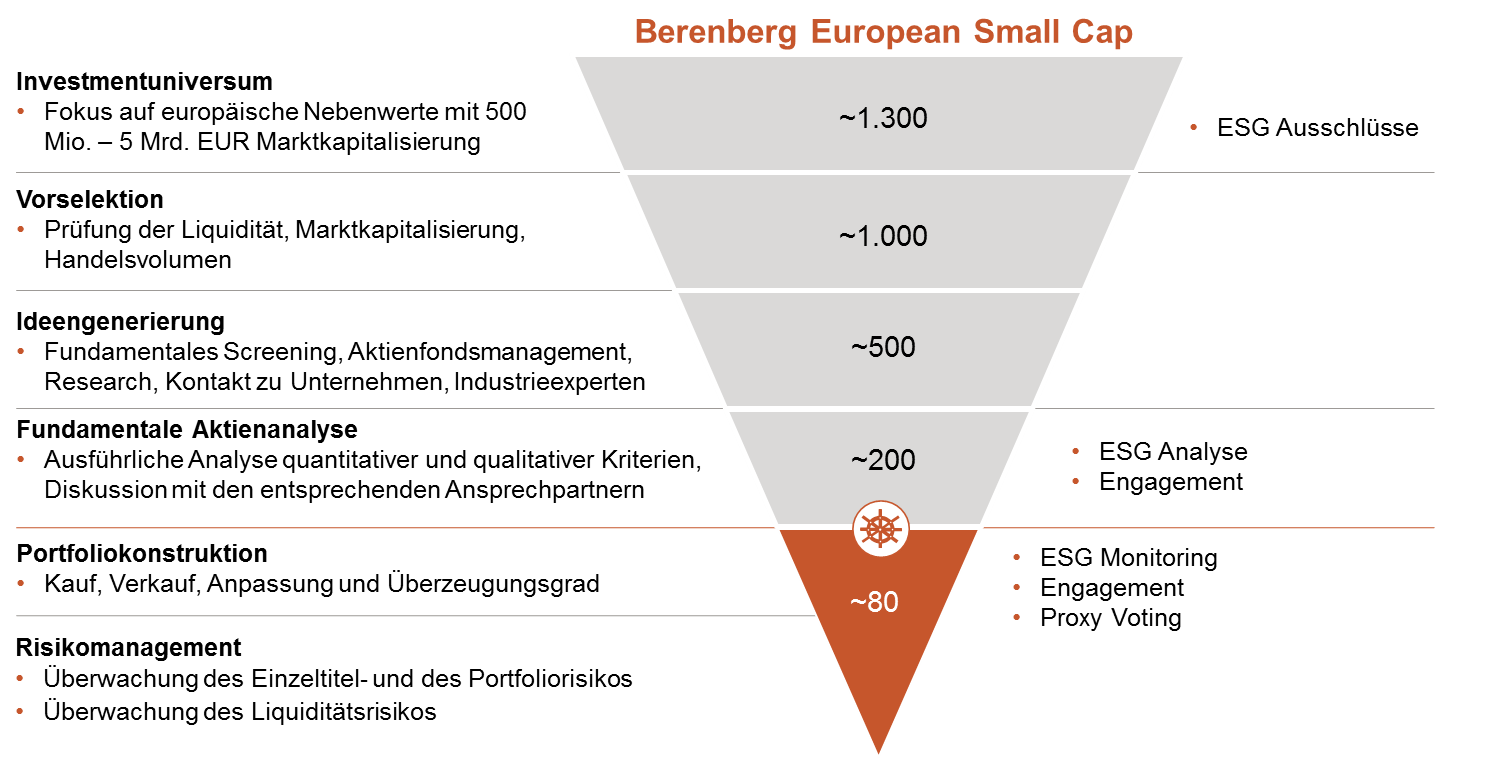 Berenberg European Small Cap
Investmentuniversum
• Fokus auf europäische Nebenwerte mit 500
Mio. – 5 Mrd. EUR Marktkapitalisierung
~1.300
• ESG Ausschlüsse
Vorselektion
• Prüfung der Liquidität, Marktkapitalisierung,
Handelsvolumen
~1.000
Ideengenerierung
• Fundamentales Screening, Aktienfondsmanagement,
Research, Kontakt zu Unternehmen, Industrieexperten
~500
Fundamentale Aktienanalyse
• Ausführliche Analyse quantitativer und qualitativer Kriterien,
Diskussion mit den entsprechenden Ansprechpartnern
~200
• ESG Analyse
• Engagement
Portfoliokonstruktion
• Kauf, Verkauf, Anpassung und Überzeugungsgrad
~80
• ESG Monitoring
• Engagement
• Proxy Voting
Risikomanagement
• Überwachung des Einzeltitel- und des Portfoliorisikos
• Überwachung des Liquiditätsrisikos